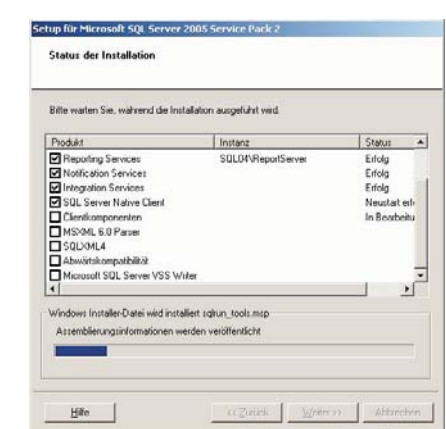 Setup für Microsoft SQL Server 2005 Service Pack 2
Status der Installation
Bitte warten Sie, während die Installation ausgeführt wird.
Produkt Instanz Status
Reporting Services SQL04\ReportServer Erfolg
Notification Services Erfolg
Integration Services Erfolg
SQL Server Native Client Neustart erfo
Clientkomponenten In Bearbeitu
MSXML 6.0 Parser
SQLXML4
Abwärtskompatibilität
Microsoft SQL Server VSS Writer
Windows Installer-Datei wird installiert sqlrun_tools.msp
Assemblierungsinformationen werden veröffentlicht
Hilfe << Zurück Weiter >> Abbrechen